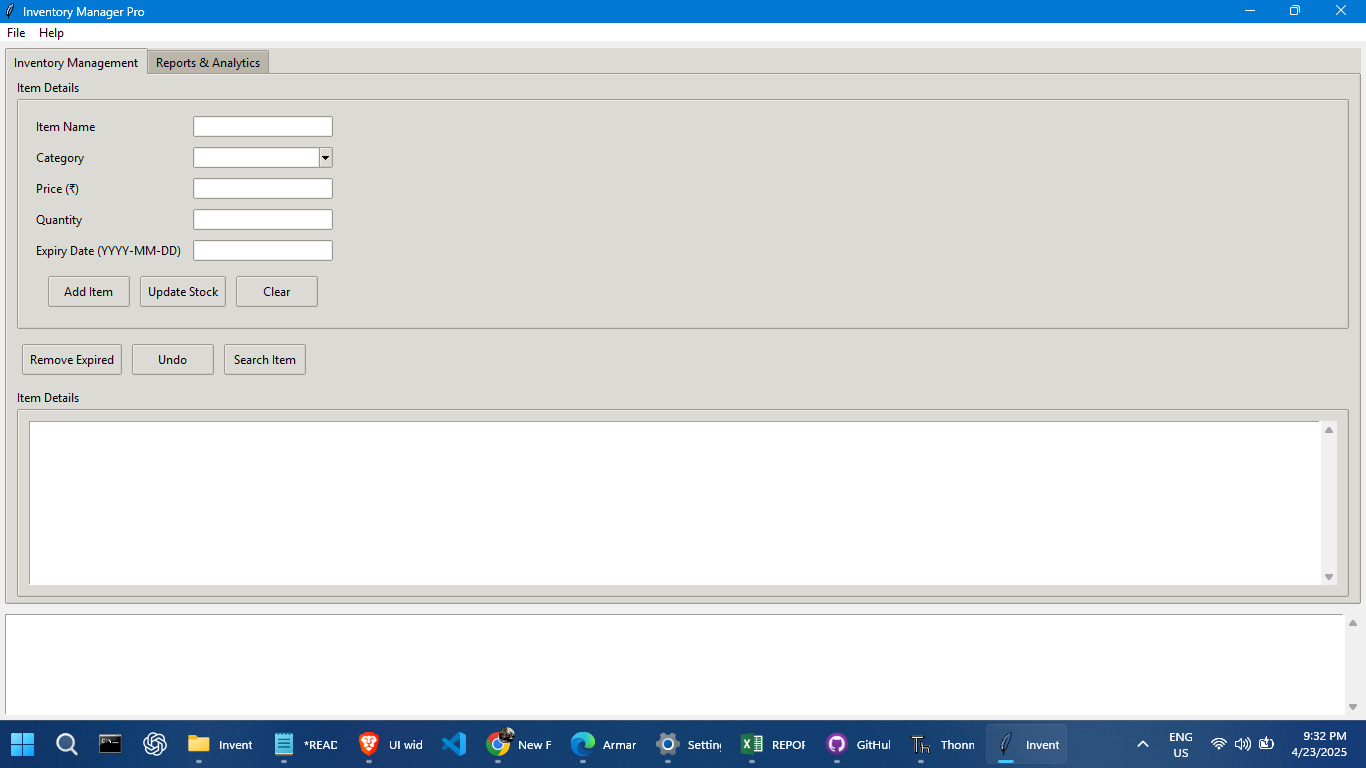 Inventory Manager Pro
File Help
Inventory Management Reports & Analytics
Item Details
Item Name
Category
Price (₹)
Quantity
Expiry Date (YYYY-MM-DD)
Add Item Update Stock Clear
Remove Expired Undo Search Item
Item Details
Invent *READ UI wid New F Armar Setting REPOR GitHul Thonn Invent
ENG
US
9:32 PM
4/23/2025